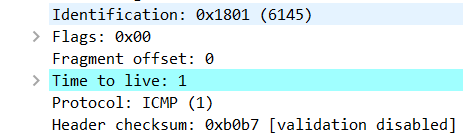 Identification: 0x1801 (6145)
Flags: 0x00
Fragment offset: 0
Time to live: 1
Protocol: ICMP (1)
Header checksum: 0xb0b7 [validation disabled]